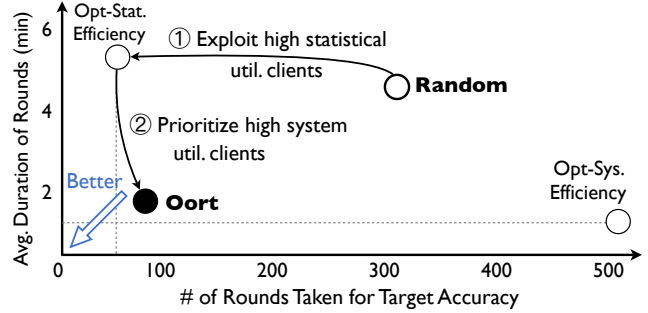 Opt-Stat.
Efficiency
① Exploit high statistical
util. clients
Random
② Prioritize high system
util. clients
Better
Oort
Opt-Sys.
Efficiency
6
4
2
Avg. Duration of Rounds (min)
0 100 200 300 400 500
# of Rounds Taken for Target Accuracy